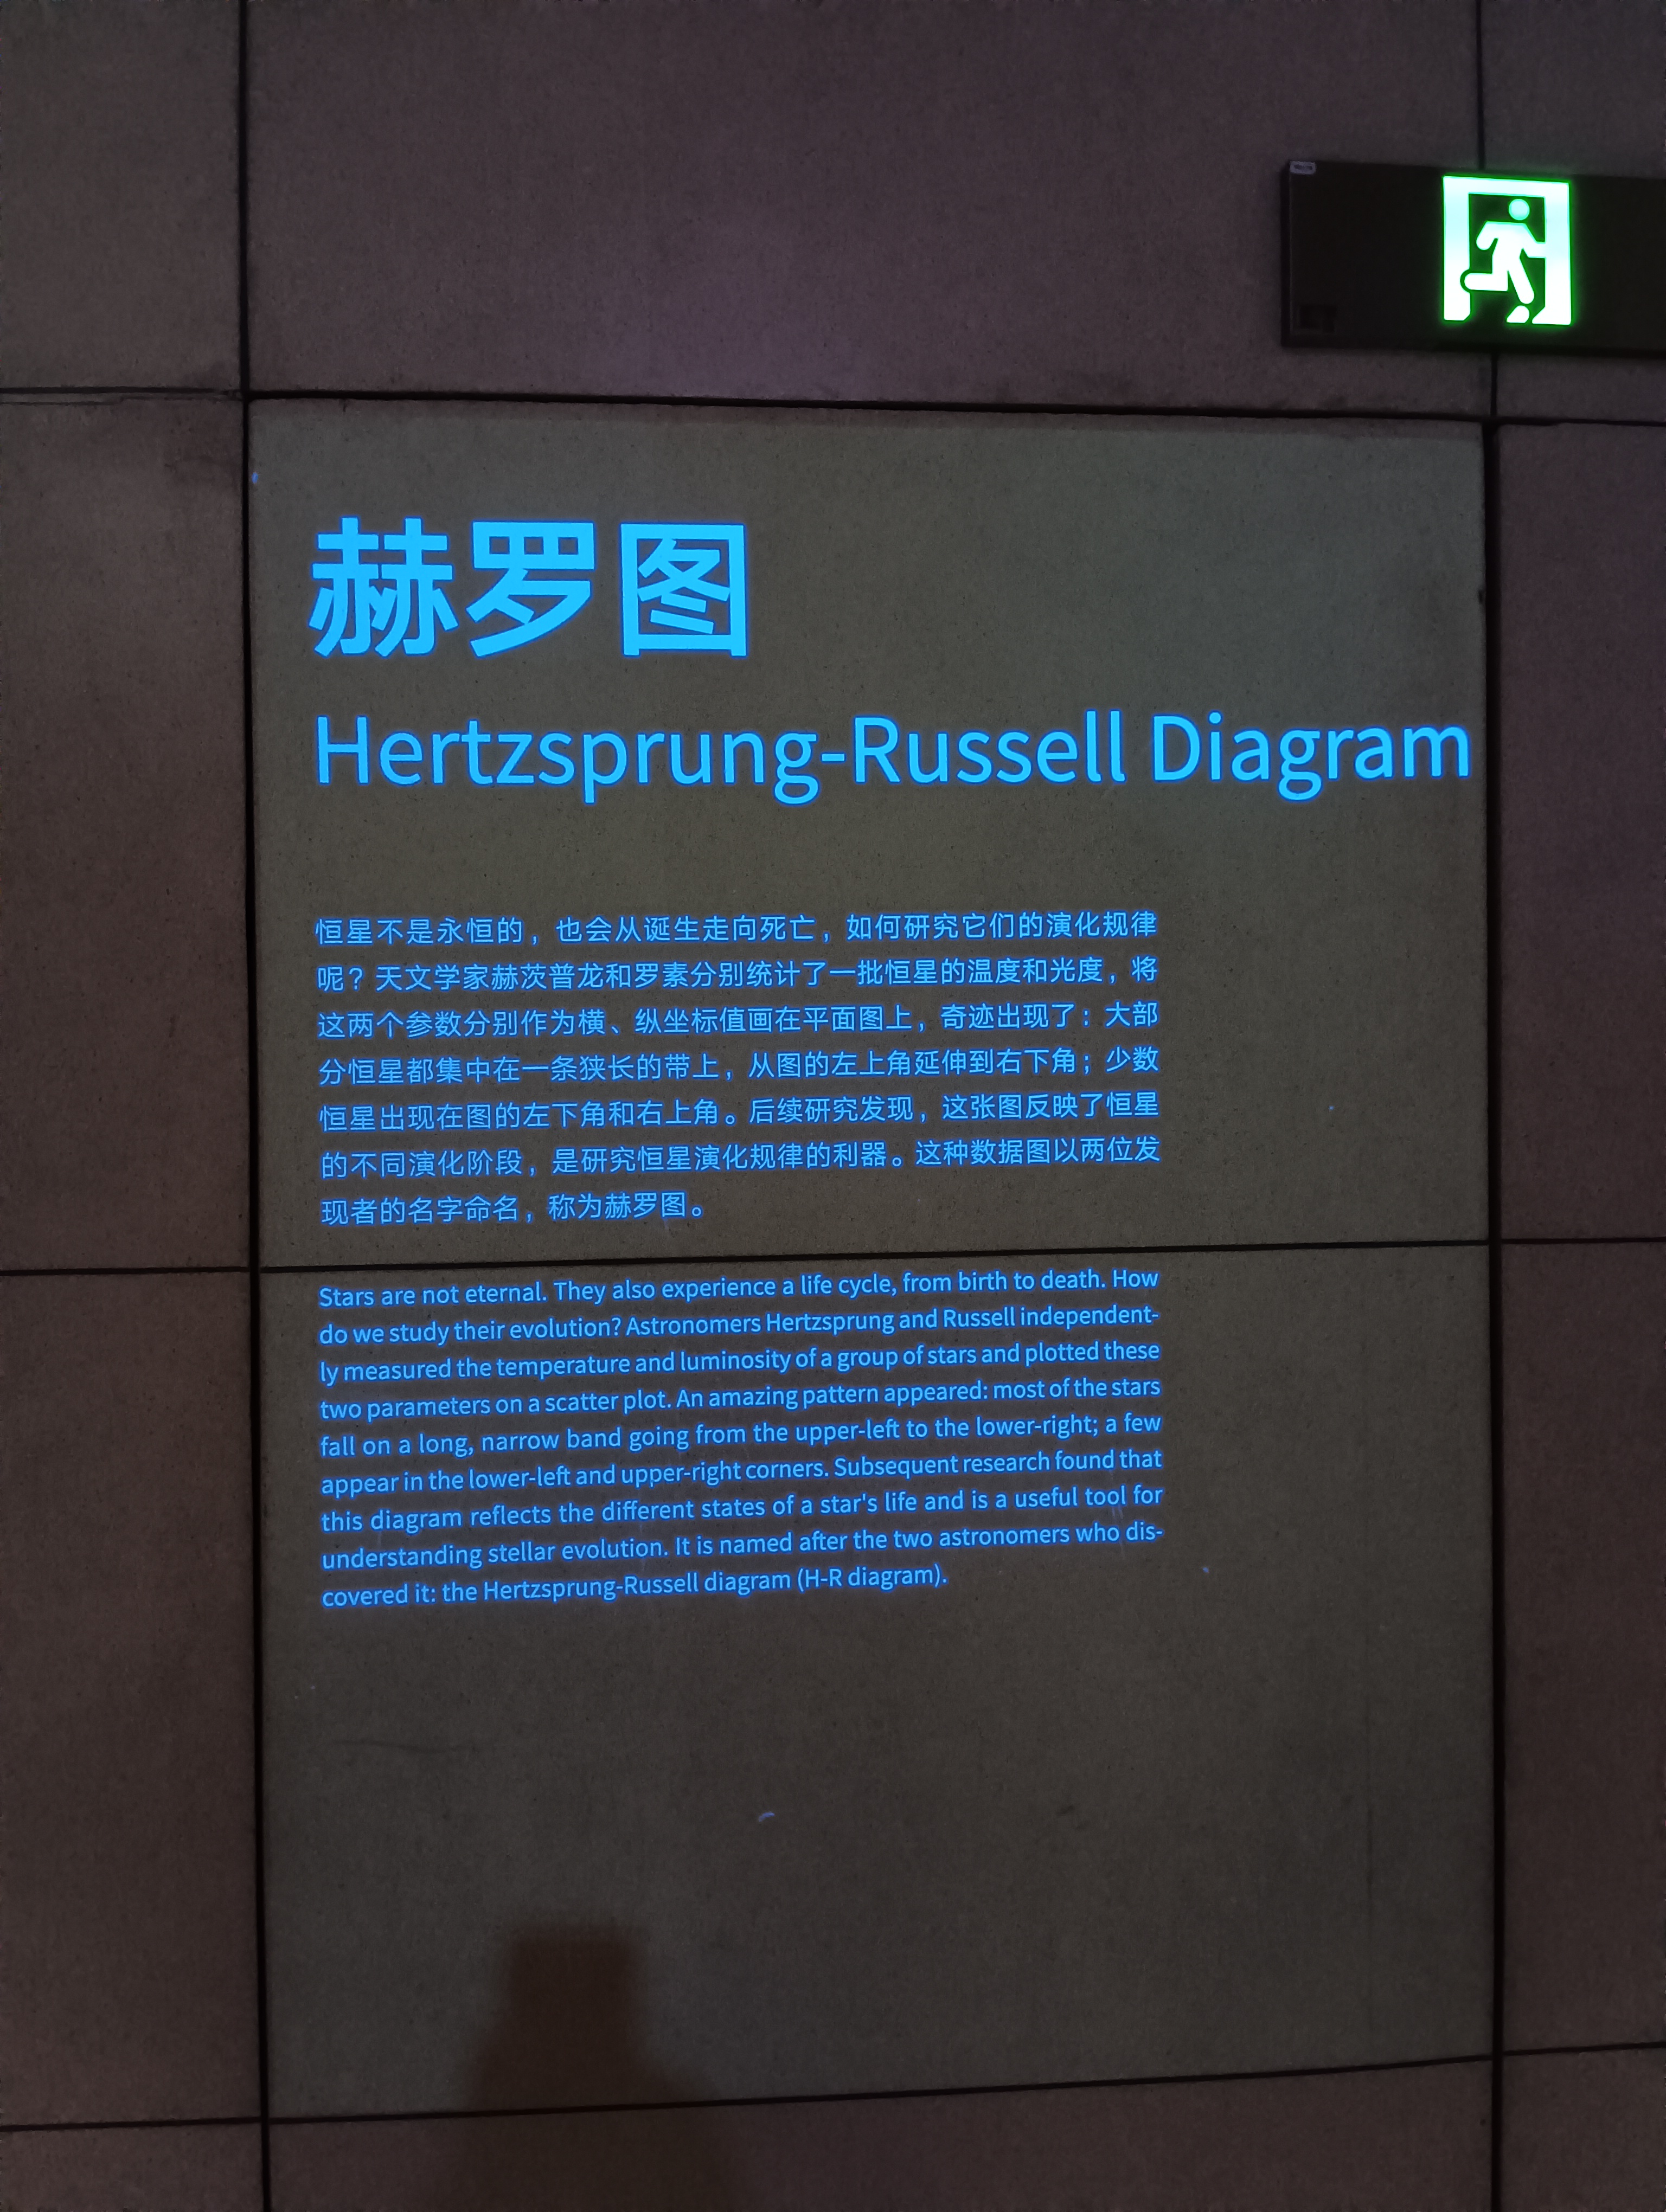 赫罗图
Hertzsprung-Russell Diagram
恒星不是永恒的，也会从诞生走向死亡，如何研究它们的演化规律
呢？天文学家赫茨普龙和罗素分别统计了一批恒星的温度和光度，将
这两个参数分别作为横、纵坐标值画在平面图上，奇迹出现了：大部
分恒星都集中在一条狭长的带上，从图的左上角延伸到右下角；少数
恒星出现在图的左下角和右上角。后续研究发现，这张图反映了恒星
的不同演化阶段，是研究恒星演化规律的利器。这种数据图以两位发
现者的名字命名，称为赫罗图。
Stars are not eternal. They also experience a life cycle, from birth to death. How
do we study their evolution? Astronomers Hertzsprung and Russell independent-
ly measured the temperature and luminosity of a group of stars and plotted these
two parameters on a scatter plot. An amazing pattern appeared: most of the stars
fall on a long, narrow band going from the upper-left to the lower-right; a few
appear in the lower-left and upper-right corners. Subsequent research found that
this diagram reflects the different states of a star's life and is a useful tool for
understanding stellar evolution. It is named after the two astronomers who dis-
covered it: the Hertzsprung-Russell diagram (H-R diagram).